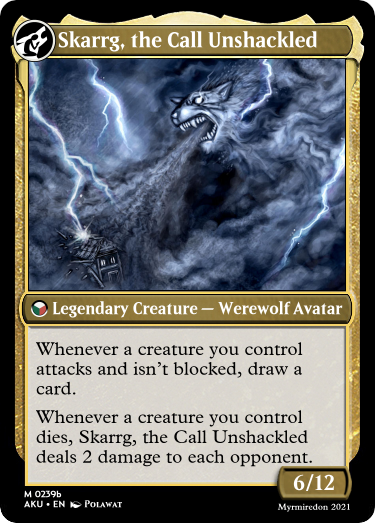 Skarrg, the Call Unshackled
Legendary Creature — Werewolf Avatar
Whenever a creature you control
attacks and isn't blocked, draw a
card.
Whenever a creature you control
dies, Skarrg, the Call Unshackled
deals 2 damage to each opponent.
6/12
M 0239b
AKU • EN Polawat
Myrmiredon 2021